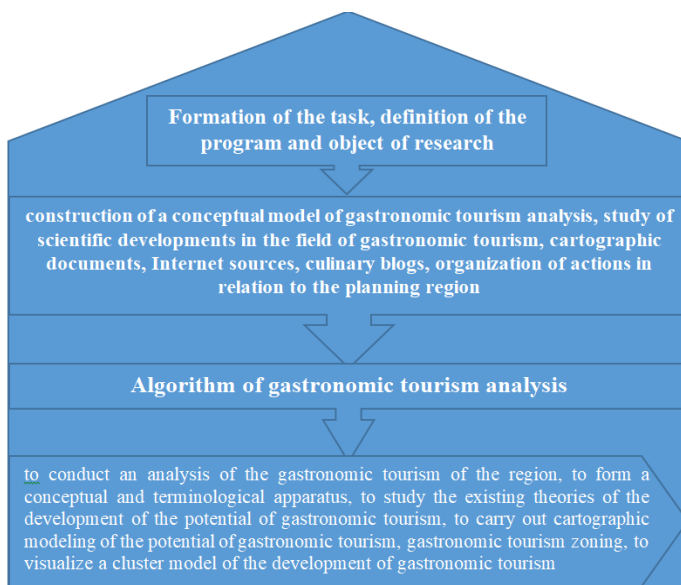 Formation of the task, definition of the
program and object of research
construction of a conceptual model of gastronomic tourism analysis, study of
scientific developments in the field of gastronomic tourism, cartographic
documents, Internet sources, culinary blogs, organization of actions in
relation to the planning region
Algorithm of gastronomic tourism analysis
to conduct an analysis of the gastronomic tourism of the region, to form a
conceptual and terminological apparatus, to study the existing theories of the
development of the potential of gastronomic tourism, to carry out cartographic
modeling of the potential of gastronomic tourism, gastronomic tourism zoning, to
visualize a cluster model of the development of gastronomic tourism